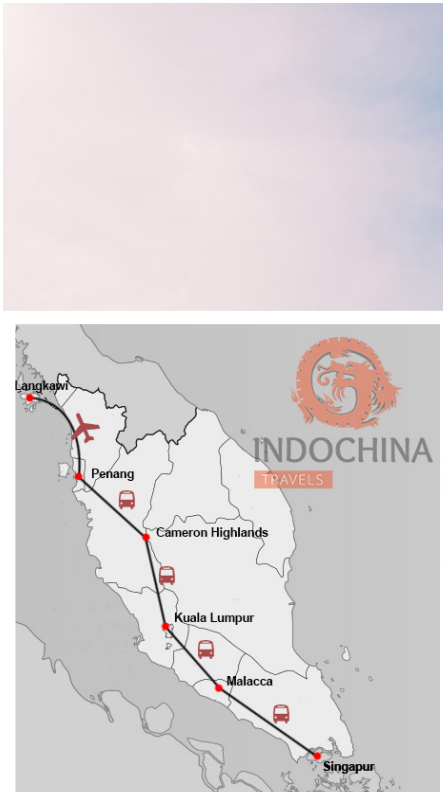 Langkawi
INDOCHINA
TRAVELS
Penang
Cameron Highlands
Kuala Lumpur
Malacca
Singapur